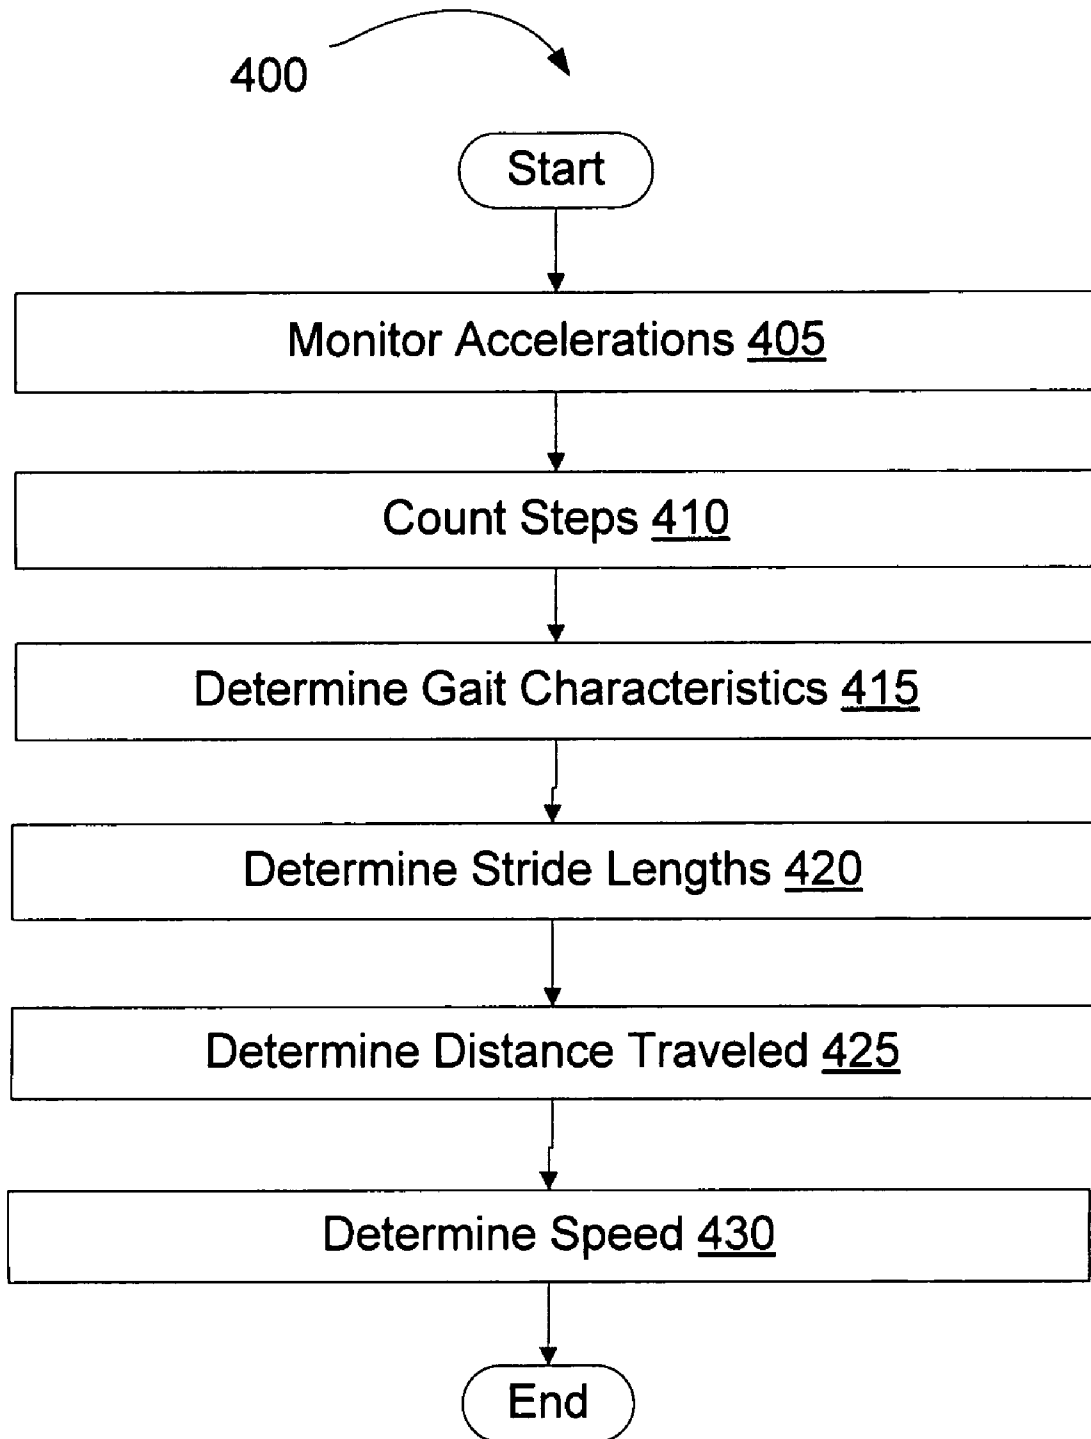 400
Start
Monitor Accelerations 405
Count Steps 410
Determine Gait Characteristics 415
Determine Stride Lengths 420
Determine Distance Traveled 425
Determine Speed 430
End